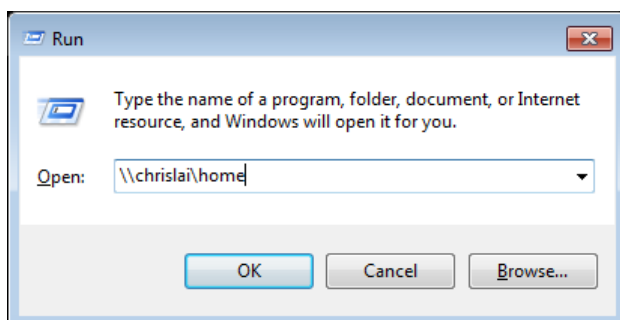 Run
Type the name of a program, folder, document, or Internet
resource, and Windows will open it for you.
Open: \\chrislai\home
OK Cancel Browse...